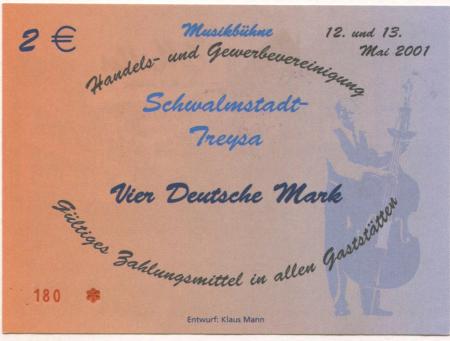 2 €
Musikbühne
12. und 13.
Mai 2001
Handels- und Gewerbevereinigung
Schwalmstadt-
Treysa
Vier Deutsche Mark
Gültiges Zahlungsmittel in allen Gaststätten
180
Entwurf: Klaus Mann